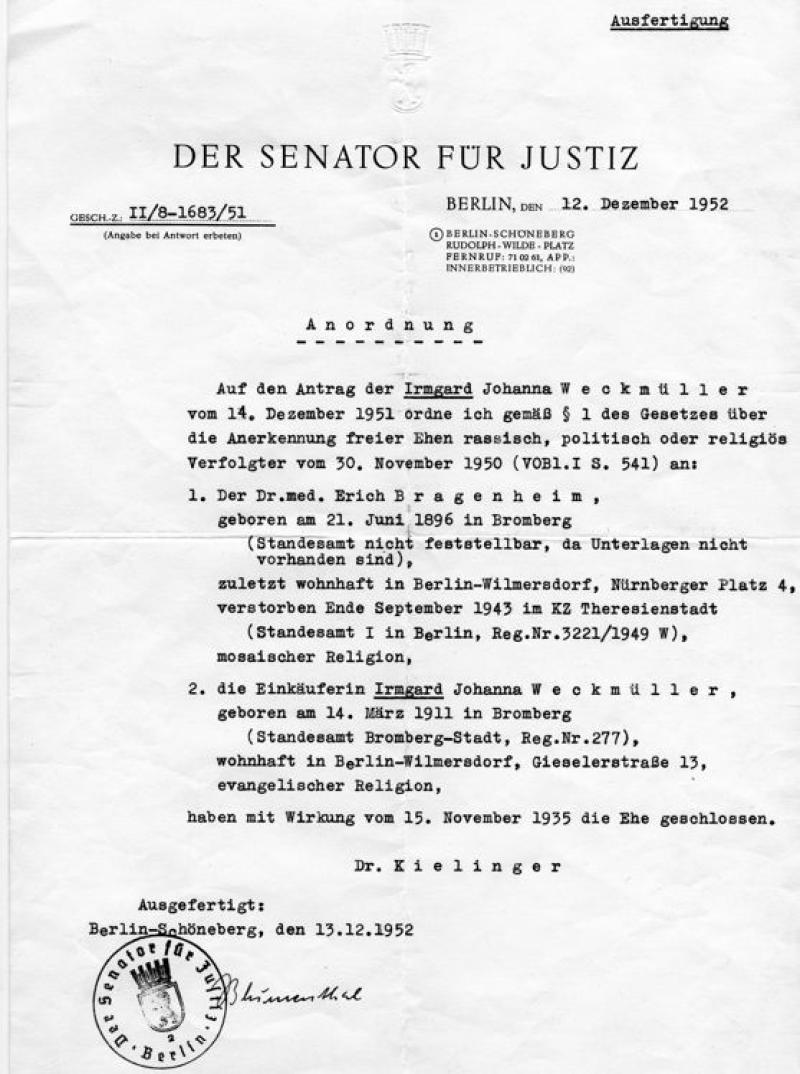 Ausfertigung
DER SENATOR FÜR JUSTIZ
GESCH.-Z.: II/8-1683/51
(Angabe bei Antwort erbeten)
BERLIN, DEN 12. Dezember 1952
① BERLIN-SCHÖNEBERG
RUDOLPH-WILDE-PLATZ
FERNRUF: 71 02 61, APP.:
INNERBETRIEBLICH: (92)
A n o r d n u n g
Auf den Antrag der Irmgard Johanna W e c k m ü l l e r
vom 14. Dezember 1951 ordne ich gemäß § 1 des Gesetzes über
die Anerkennung freier Ehen rassisch, politisch oder religiös
Verfolgter vom 30. November 1950 (VOBl.I S. 541) an:
1. Der Dr.med. Erich B r a g e n h e i m ,
geboren am 21. Juni 1896 in Bromberg
(Standesamt nicht feststellbar, da Unterlagen nicht
vorhanden sind),
zuletzt wohnhaft in Berlin-Wilmersdorf, Nürnberger Platz 4,
verstorben Ende September 1943 im KZ Theresienstadt
(Standesamt I in Berlin, Reg.Nr.3221/1949 W),
mosaischer Religion,
2. die Einkäuferin Irmgard Johanna W e c k m ü l l e r ,
geboren am 14. März 1911 in Bromberg
(Standesamt Bromberg-Stadt, Reg.Nr.277),
wohnhaft in Berlin-Wilmersdorf, Gieselerstraße 13,
evangelischer Religion,
haben mit Wirkung vom 15. November 1935 die Ehe geschlossen.
Dr. K i e l i n g e r
Ausgefertigt:
Berlin-Schöneberg, den 13.12.1952
Der Senator für Justiz, Berlin.
2
Blumenthal